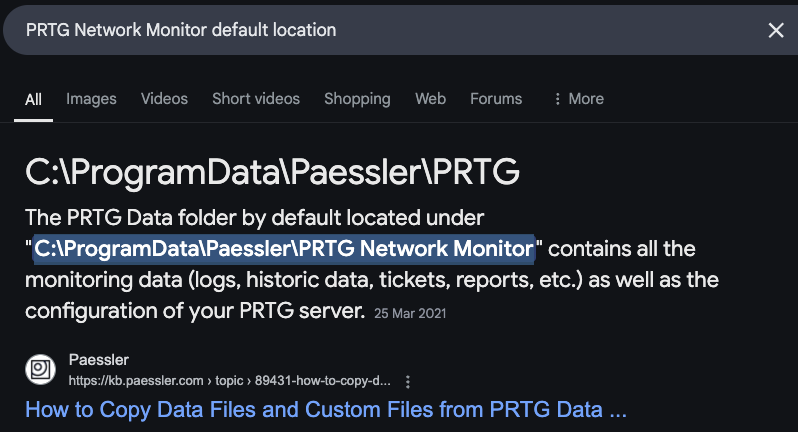 PRTG Network Monitor default location
All Images Videos Short videos Shopping Web Forums More
C:\ProgramData\Paessler\PRTG
The PRTG Data folder by default located under
"C:\ProgramData\Paessler\PRTG Network Monitor" contains all the
monitoring data (logs, historic data, tickets, reports, etc.) as well as the
configuration of your PRTG server. 25 Mar 2021
Paessler
https://kb.paessler.com › topic › 89431-how-to-copy-d...
How to Copy Data Files and Custom Files from PRTG Data ...